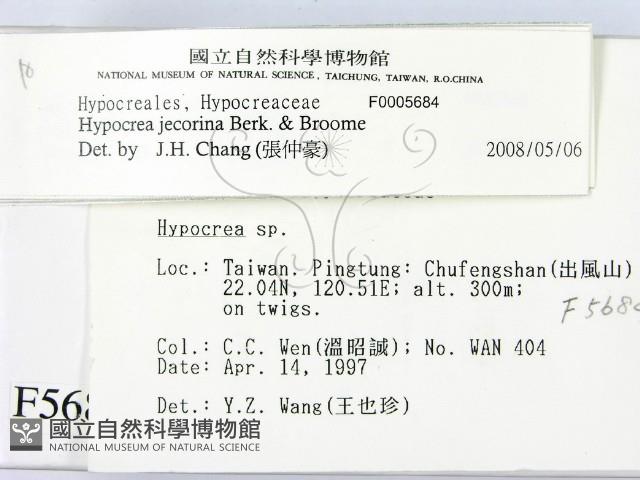 國立自然科學博物館
NATIONAL MUSEUM OF NATURAL SCIENCE, TAICHUNG, TAIWAN, R.O.CHINA
Hypocreales, Hypocreaceae F0005684
Hypocrea jecorina Berk. & Broome
Det. by J.H. Chang (張仲豪) 2008/05/06
Hypocrea sp.
Loc.: Taiwan. Pingtung: Chufengshan(出風山)
22.04N, 120.51E; alt. 300m;
on twigs.
F568
Col.: C.C. Wen(溫昭誠); No. WAN 404
Date: Apr. 14, 1997
Det.: Y.Z. Wang(王也珍)
F568
國立自然科學博物館
NATIONAL MUSEUM OF NATURAL SCIENCE